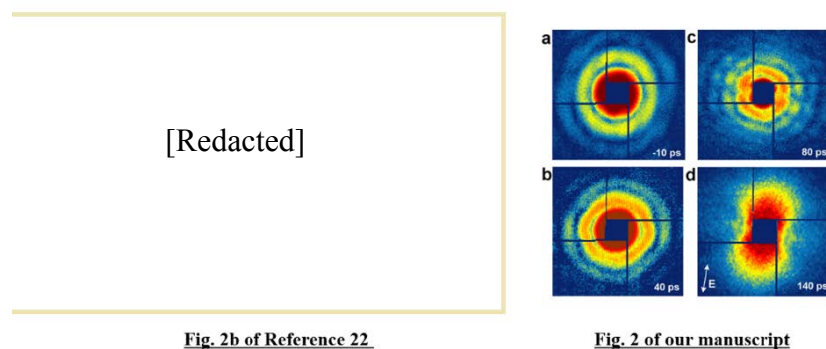 [Redacted]
a
c
-10 ps
80 ps
b
d
40 ps
E
140 ps
Fig. 2b of Reference 22
Fig. 2 of our manuscript